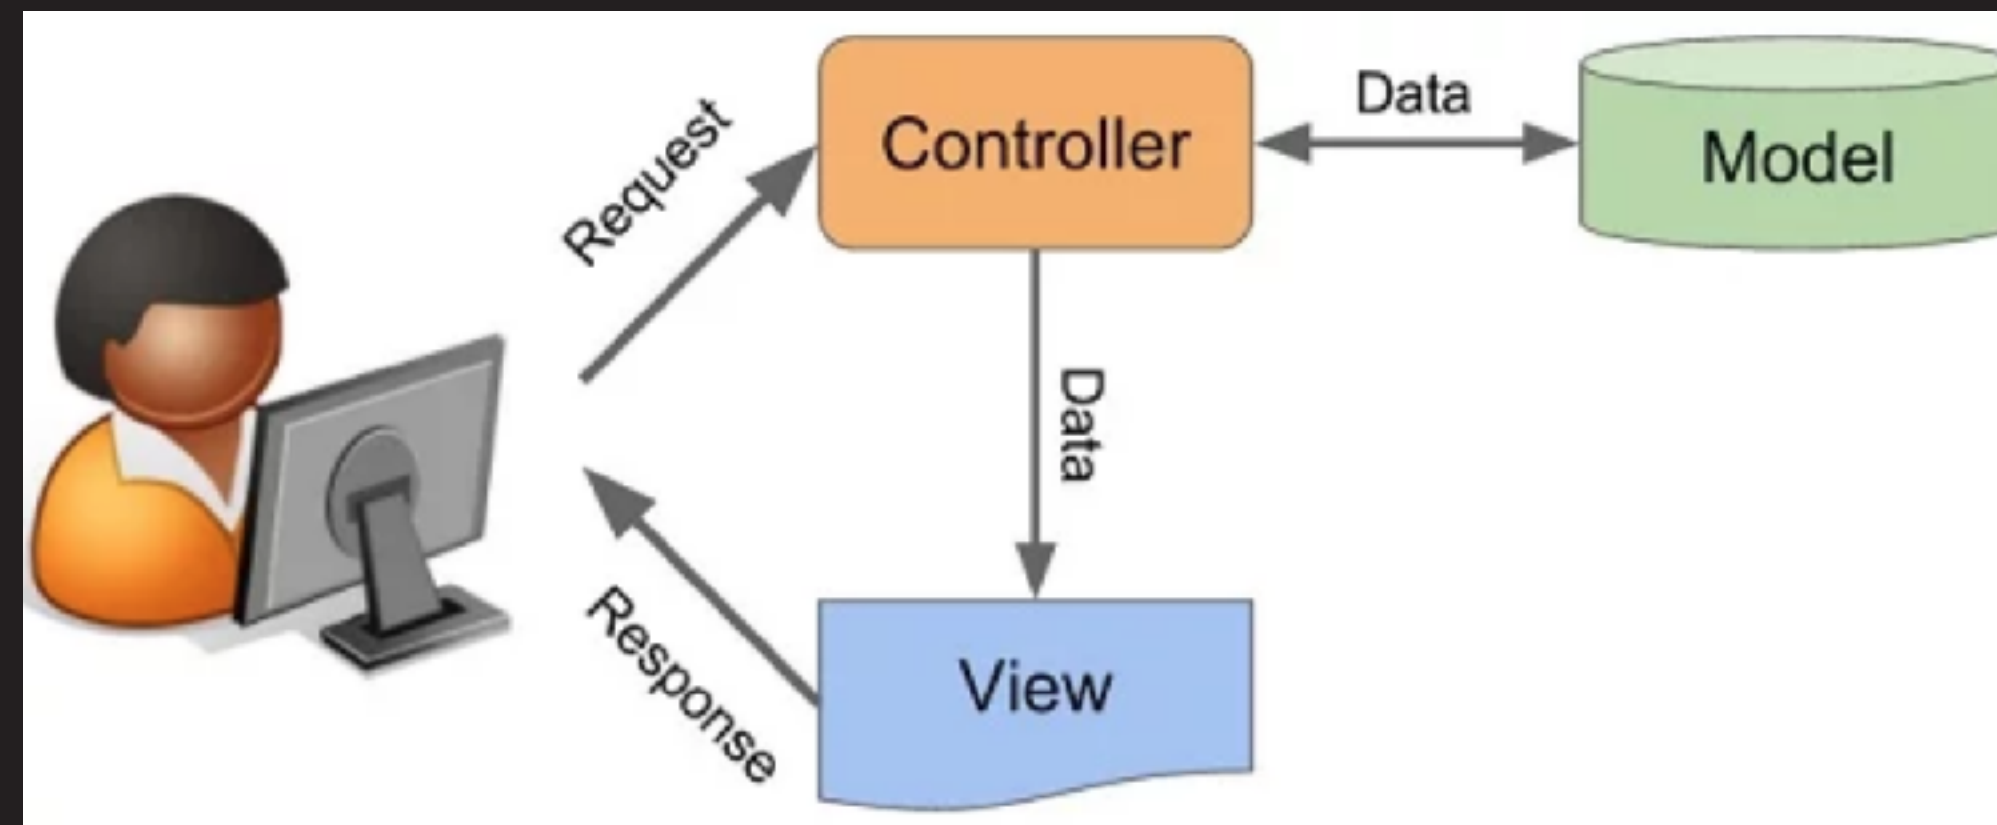 Request
Controller
Data
Model
Data
Response
View